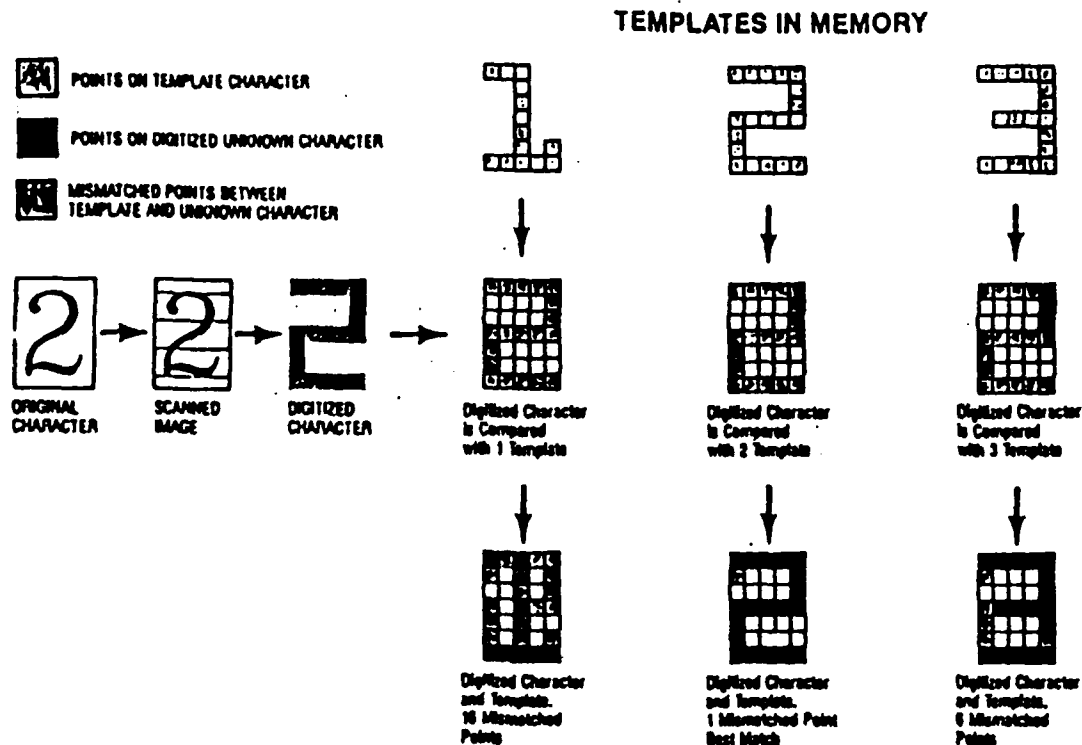 TEMPLATES IN MEMORY
POINTS ON TEMPLATE CHARACTER
POINTS ON DIGITIZED UNKNOWN CHARACTER
MISMATCHED POINTS BETWEEN
TEMPLATE AND UNKNOWN CHARACTER
2
2
ORIGINAL
CHARACTER
SCANNED
IMAGE
DIGITIZED
CHARACTER
Digitized Character
is Compared
with 1 Template
Digitized Character
is Compared
with 2 Template
Digitized Character
is Compared
with 3 Template
Digitized Character
and Template.
16 Mismatched
Points
Digitized Character
and Template.
1 Mismatched Point
Best Match
Digitized Character
and Template.
6 Mismatched
Points